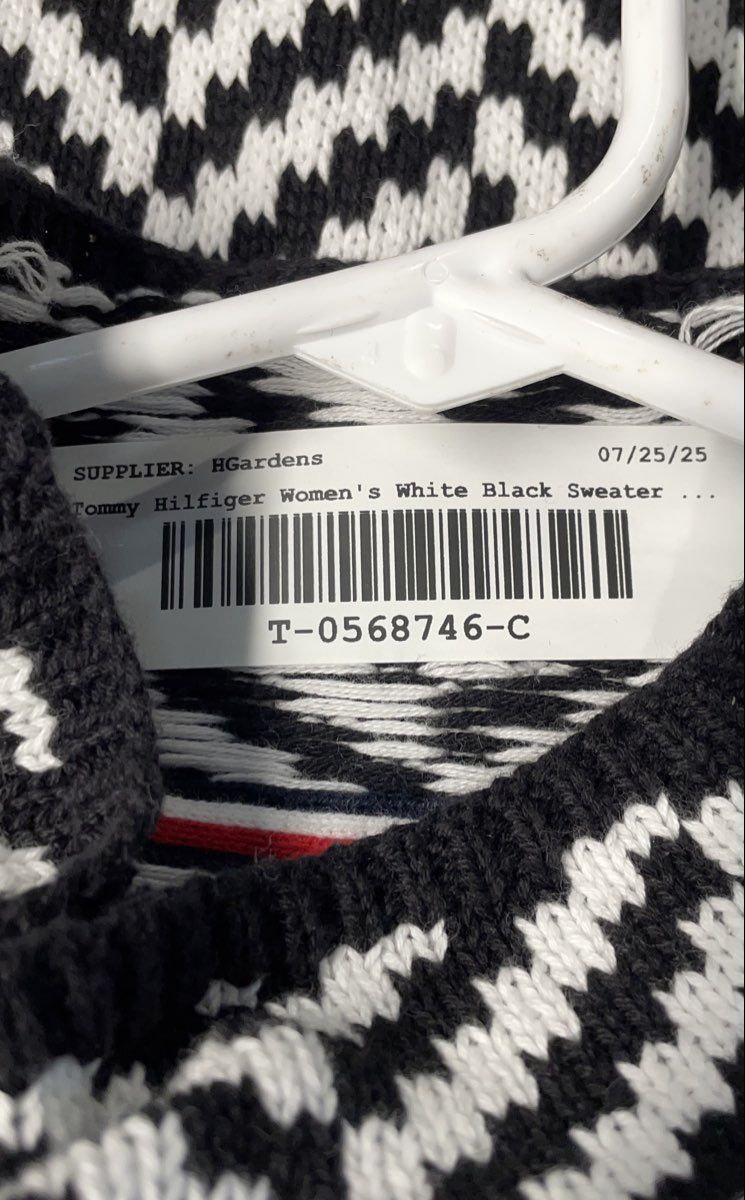 SUPPLIER: HGardens 07/25/25
Tommy Hilfiger Women's White Black Sweater ...
T-0568746-C